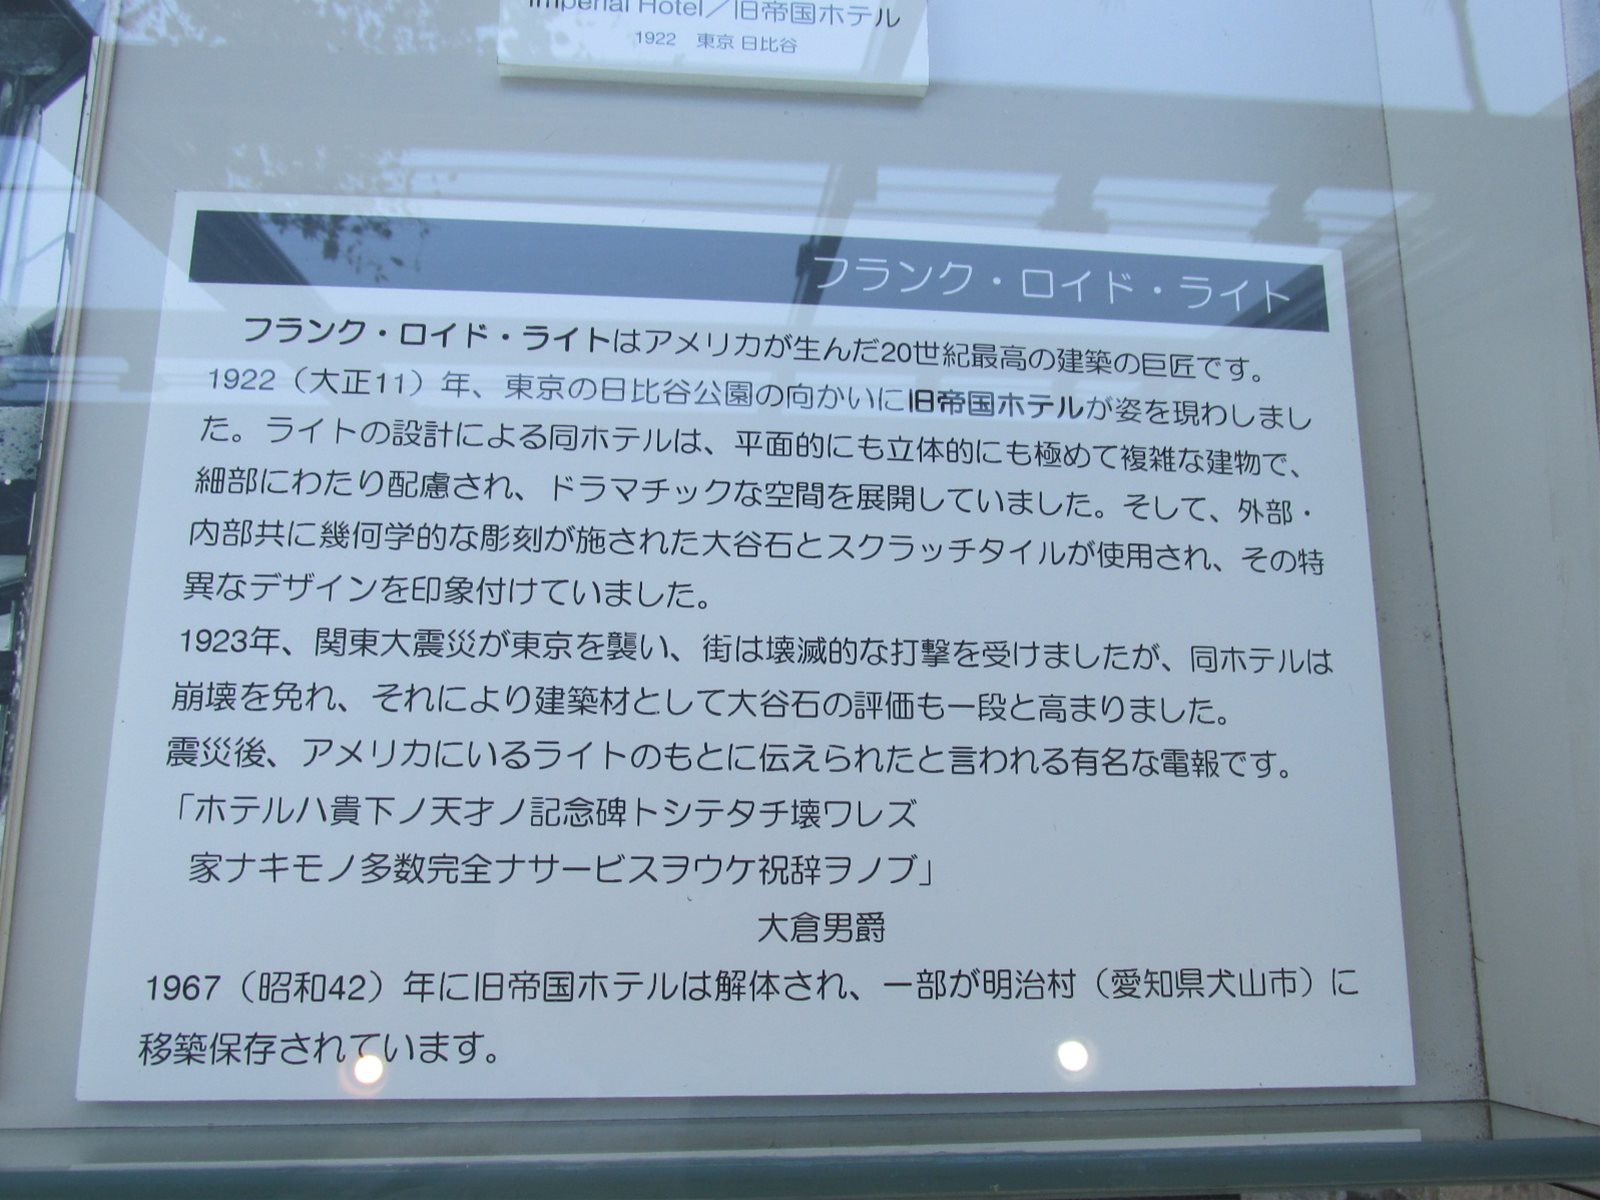 Imperial Hotel／旧帝国ホテル
1922　東京 日比谷
フランク・ロイド・ライト
フランク・ロイド・ライトはアメリカが生んだ20世紀最高の建築の巨匠です。
1922（大正11）年、東京の日比谷公園の向かいに旧帝国ホテルが姿を現わしまし
た。ライトの設計による同ホテルは、平面的にも立体的にも極めて複雑な建物で、
細部にわたり配慮され、ドラマチックな空間を展開していました。そして、外部・
内部共に幾何学的な彫刻が施された大谷石とスクラッチタイルが使用され、その特
異なデザインを印象付けていました。
1923年、関東大震災が東京を襲い、街は壊滅的な打撃を受けましたが、同ホテルは
崩壊を免れ、それにより建築材として大谷石の評価も一段と高まりました。
震災後、アメリカにいるライトのもとに伝えられたと言われる有名な電報です。
「ホテルハ貴下ノ天才ノ記念碑トシテタチ壊ワレズ
家ナキモノ多数完全ナサービスヲウケ祝辞ヲノブ」
大倉男爵
1967（昭和42）年に旧帝国ホテルは解体され、一部が明治村（愛知県犬山市）に
移築保存されています。